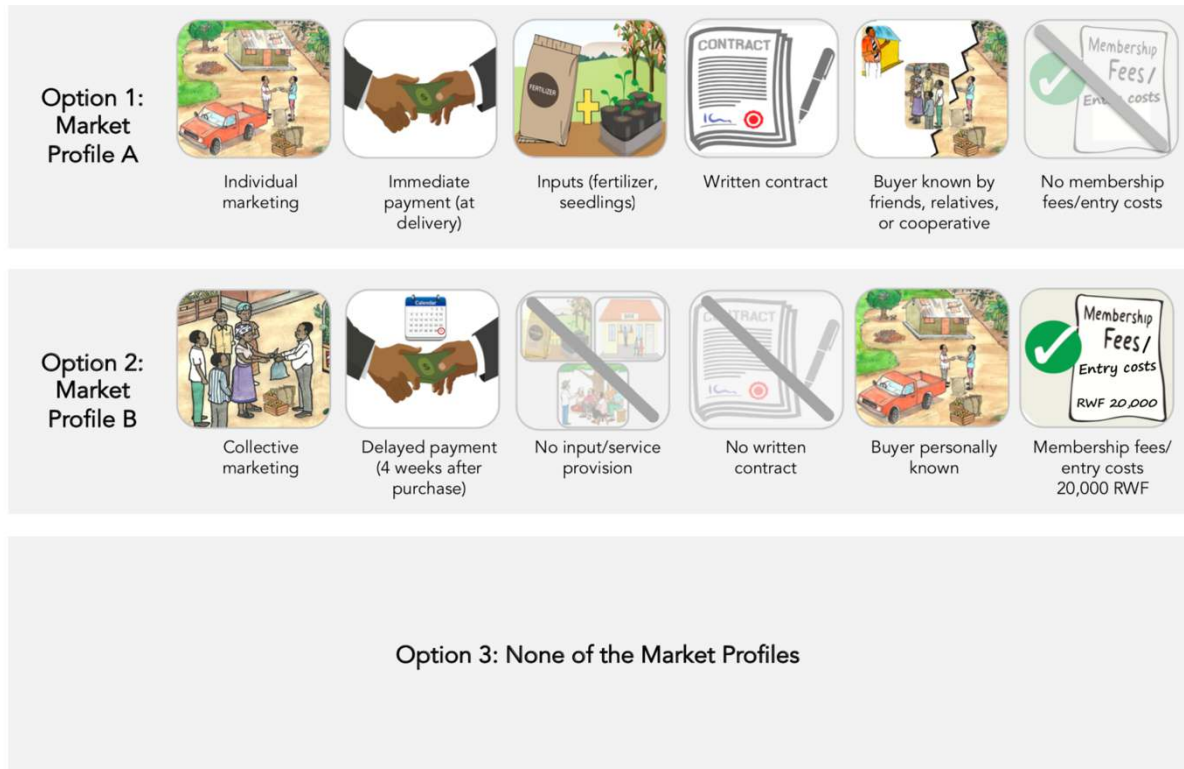 Option 1:
Market
Profile A
FERTILIZER
CONTRACT
Membership
Fees/
Entry costs
Individual
marketing
Immediate
payment (at
delivery)
Inputs (fertilizer,
seedlings)
Written contract
Buyer known by
friends, relatives,
or cooperative
No membership
fees/entry costs
Option 2:
Market
Profile B
Calendar
CONTRACT
Membership
Fees/
Entry costs
RWF 20,000
Collective
marketing
Delayed payment
(4 weeks after
purchase)
No input/service
provision
No written
contract
Buyer personally
known
Membership fees/
entry costs
20,000 RWF
Option 3: None of the Market Profiles